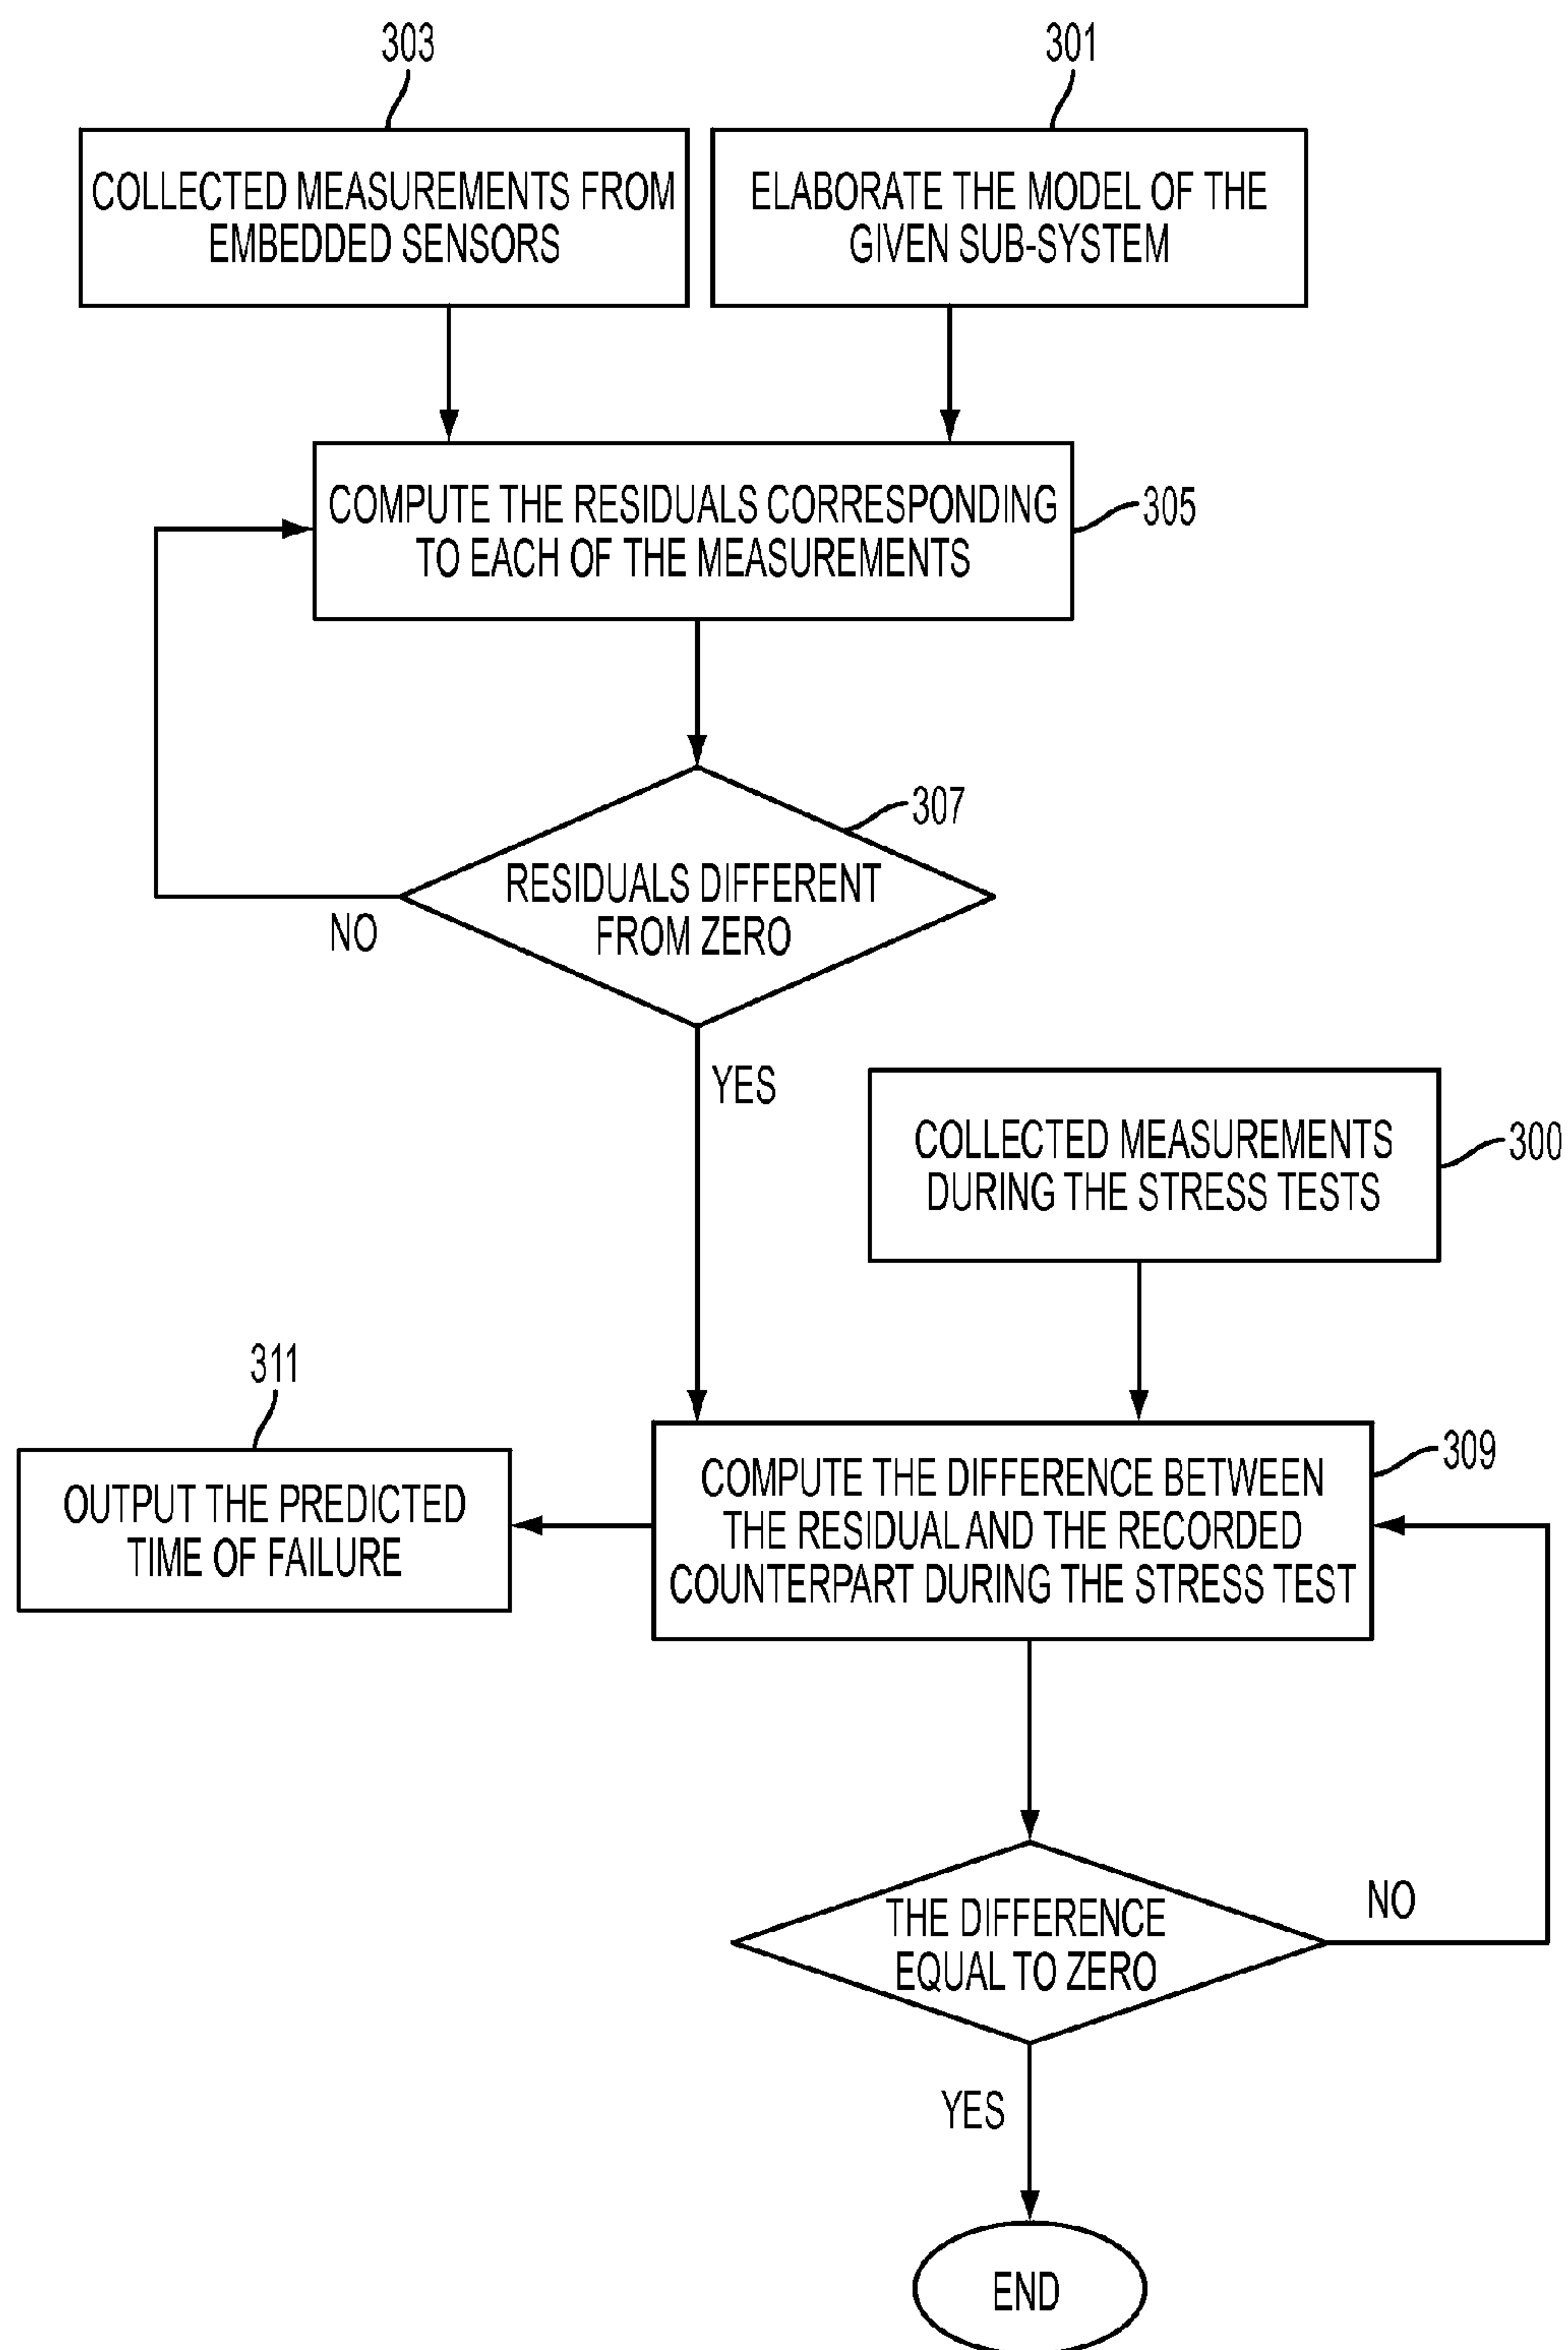 303
301
COLLECTED MEASUREMENTS FROM
EMBEDDED SENSORS
ELABORATE THE MODEL OF THE
GIVEN SUB-SYSTEM
COMPUTE THE RESIDUALS CORRESPONDING
TO EACH OF THE MEASUREMENTS
305
307
RESIDUALS DIFFERENT
FROM ZERO
NO
YES
COLLECTED MEASUREMENTS
DURING THE STRESS TESTS
300
311
OUTPUT THE PREDICTED
TIME OF FAILURE
309
COMPUTE THE DIFFERENCE BETWEEN
THE RESIDUAL AND THE RECORDED
COUNTERPART DURING THE STRESS TEST
THE DIFFERENCE
EQUAL TO ZERO
NO
YES
END